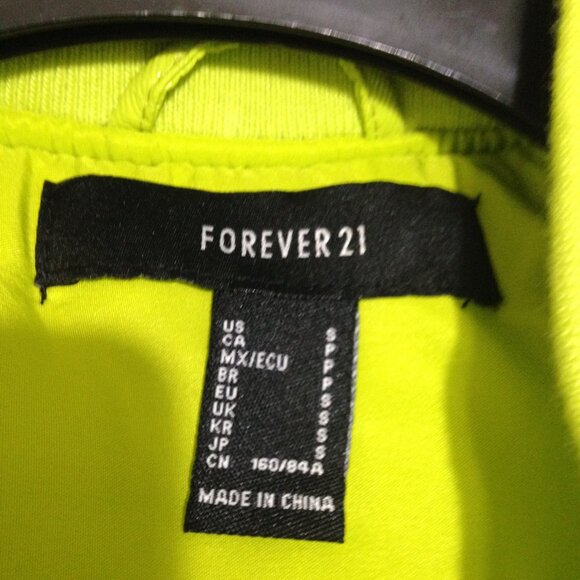 FOREVER 21
US S
CA P
MX/ECU P
BR P
EU S
UK S
KR S
JP S
CN 160/84A
MADE IN CHINA